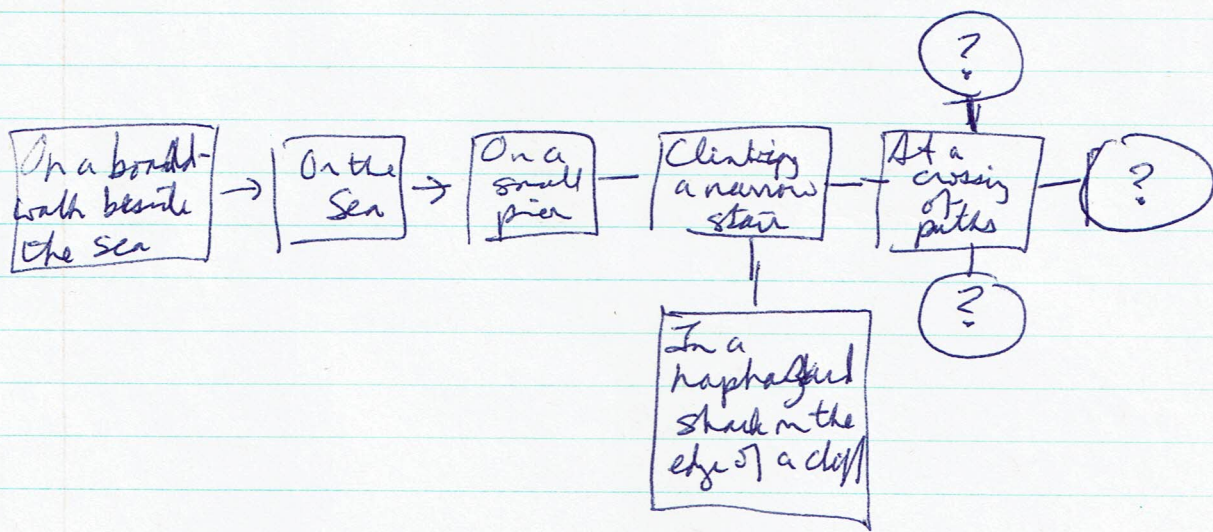 ?
On a boardwalk
walk beside
the sea
On the
Sea
On a
small
pier
Climbing
a narrow
stair
At a
crossing
of
paths
?
?
In a
haphazard
shack on the
edge of a cliff